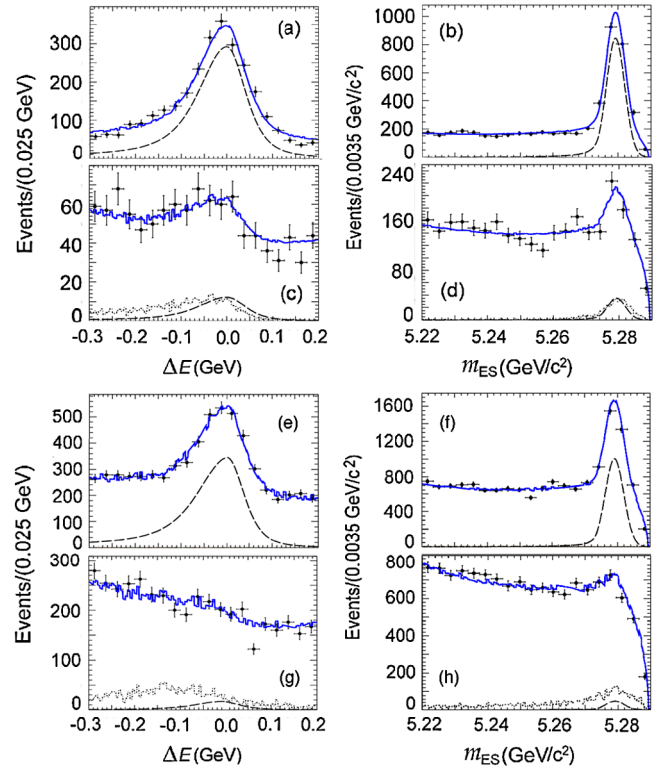 (a)
300
200
100
0
Events/(0.025 GeV)
(c)
60
40
20
0
-0.3 -0.2 -0.1 0.0 0.1 0.2
ΔE(GeV)
(b)
1000
800
600
400
200
0
Events/(0.0035 GeV/c²)
(d)
240
160
80
0
5.22 5.24 5.26 5.28
mES(GeV/c²)
(e)
500
400
300
200
100
0
Events/(0.025 GeV)
(g)
300
200
100
0
-0.3 -0.2 -0.1 0.0 0.1 0.2
ΔE(GeV)
(f)
1600
1200
800
400
0
Events/(0.0035 GeV/c²)
(h)
800
600
400
200
0
5.22 5.24 5.26 5.28
mES(GeV/c²)